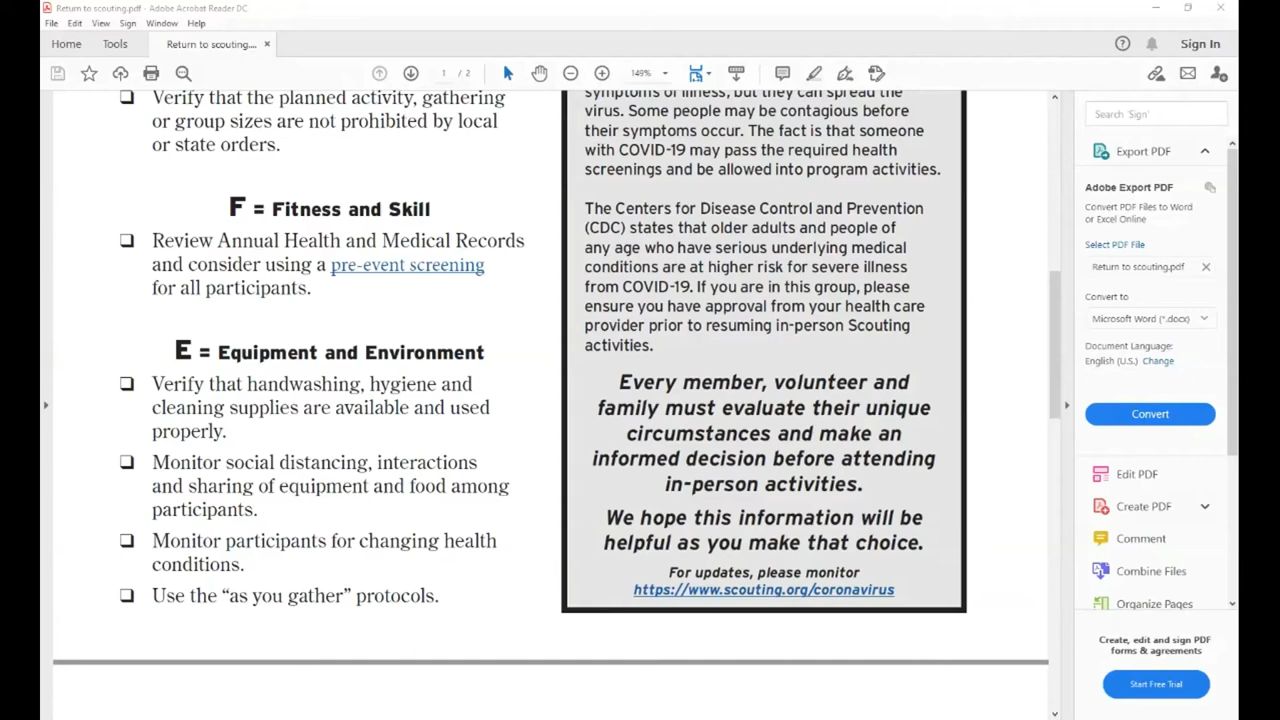 Return to scouting.pdf - Adobe Acrobat Reader DC
File Edit View Sign Window Help
Home Tools Return to scouting.... × Sign In
1 / 2 149%
Verify that the planned activity, gathering
or group sizes are not prohibited by local
or state orders.
F = Fitness and Skill
Review Annual Health and Medical Records
and consider using a pre-event screening
for all participants.
E = Equipment and Environment
Verify that handwashing, hygiene and
cleaning supplies are available and used
properly.
Monitor social distancing, interactions
and sharing of equipment and food among
participants.
Monitor participants for changing health
conditions.
Use the “as you gather” protocols.
symptoms of illness, but they can spread the
virus. Some people may be contagious before
their symptoms occur. The fact is that someone
with COVID-19 may pass the required health
screenings and be allowed into program activities.
The Centers for Disease Control and Prevention
(CDC) states that older adults and people of
any age who have serious underlying medical
conditions are at higher risk for severe illness
from COVID-19. If you are in this group, please
ensure you have approval from your health care
provider prior to resuming in-person Scouting
activities.
Every member, volunteer and
family must evaluate their unique
circumstances and make an
informed decision before attending
in-person activities.
We hope this information will be
helpful as you make that choice.
For updates, please monitor
https://www.scouting.org/coronavirus
Search 'Sign'
Export PDF
Adobe Export PDF
Convert PDF Files to Word
or Excel Online
Select PDF File
Return to scouting.pdf ×
Convert to
Microsoft Word (*.docx)
Document Language:
English (U.S.) Change
Convert
Edit PDF
Create PDF
Comment
Combine Files
Organize Pages
Create, edit and sign PDF
forms & agreements
Start Free Trial